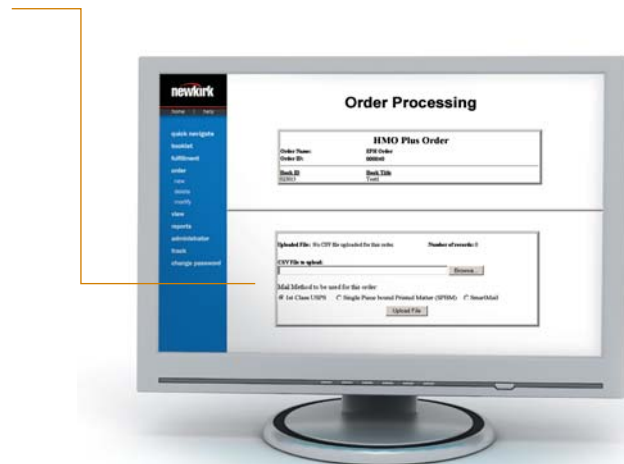 newkirk
home | help
quick navigate
booklet
fulfillment
order
new
delete
modify
view
reports
administrator
track
change password
Order Processing
HMO Plus Order
Order Name: EPH Order
Order ID:
Book ID Book Title
Test1
Uploaded File: No CSV file uploaded for this order. Number of records: 0
CSV File to upload:
Browse...
Mail Method to be used for this order:
1st Class USPS Single Piece bound Printed Matter (SPBM) SmartMail
Upload File